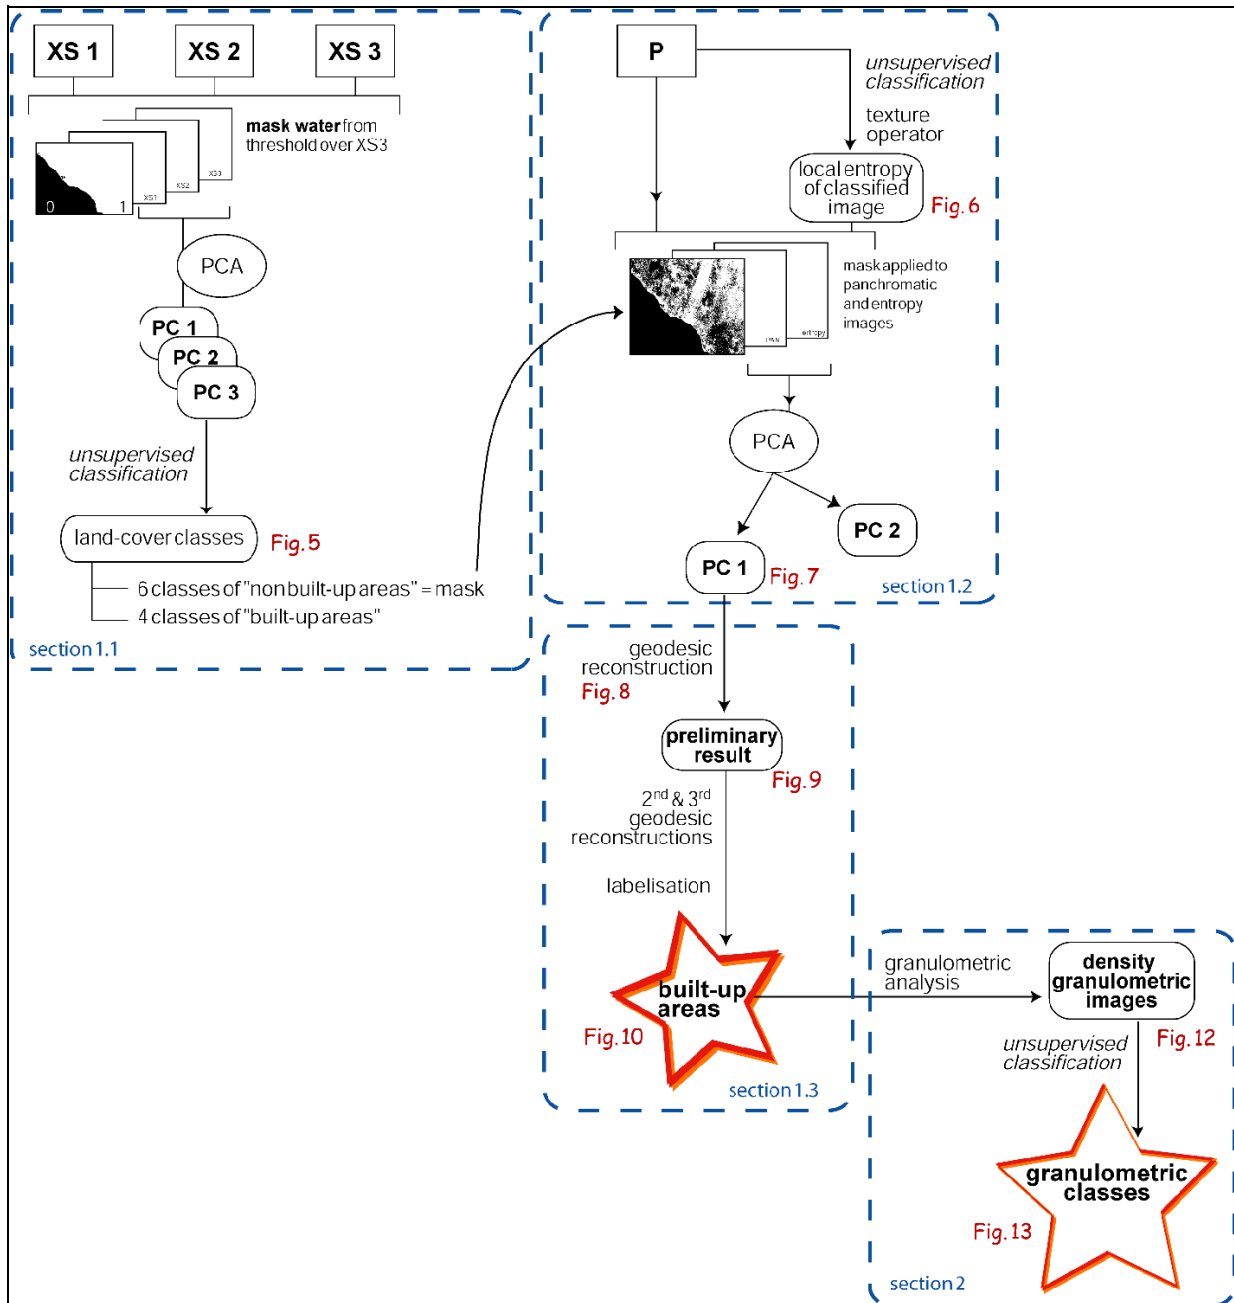 XS 1
XS 2
XS 3
mask water from
threshold over XS3
XS3
XS2
XS1
0
1
PCA
PC 1
PC 2
PC 3
unsupervised
classification
land-cover classes
Fig. 5
6 classes of "non built-up areas" = mask
4 classes of "built-up areas"
section 1.1
P
unsupervised
classification
texture
operator
local entropy
of classified
image
Fig. 6
mask applied to
panchromatic
and entropy
images
entropy
PAN
PCA
PC 2
PC 1
Fig. 7
section 1.2
geodesic
reconstruction
Fig. 8
preliminary
result
Fig. 9
2nd & 3rd
geodesic
reconstructions
labelisation
built-up
areas
Fig. 10
section 1.3
granulometric
analysis
density
granulometric
images
Fig. 12
unsupervised
classification
granulometric
classes
Fig. 13
section 2